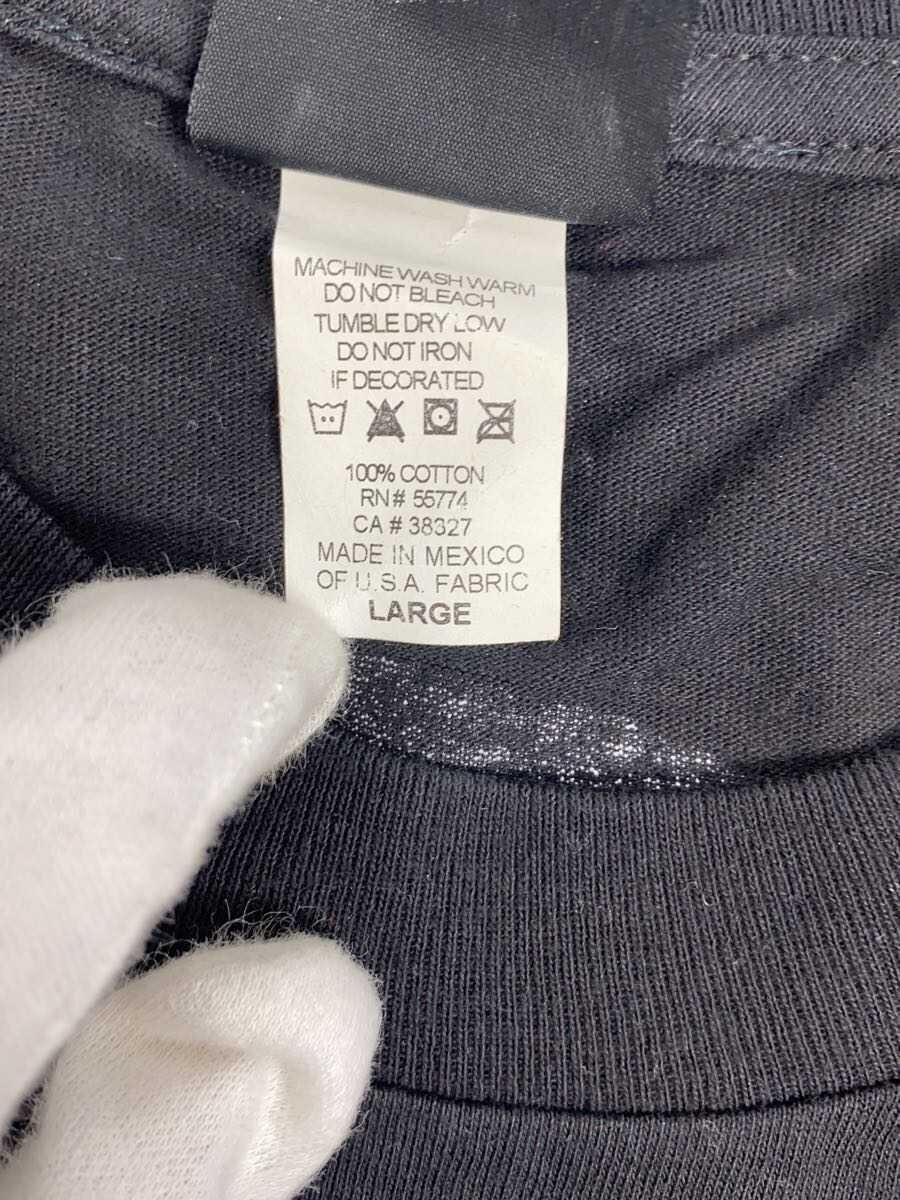 MACHINE WASH WARM
DO NOT BLEACH
TUMBLE DRY LOW
DO NOT IRON
IF DECORATED
100% COTTON
RN # 55774
CA # 38327
MADE IN MEXICO
OF U.S.A. FABRIC
LARGE